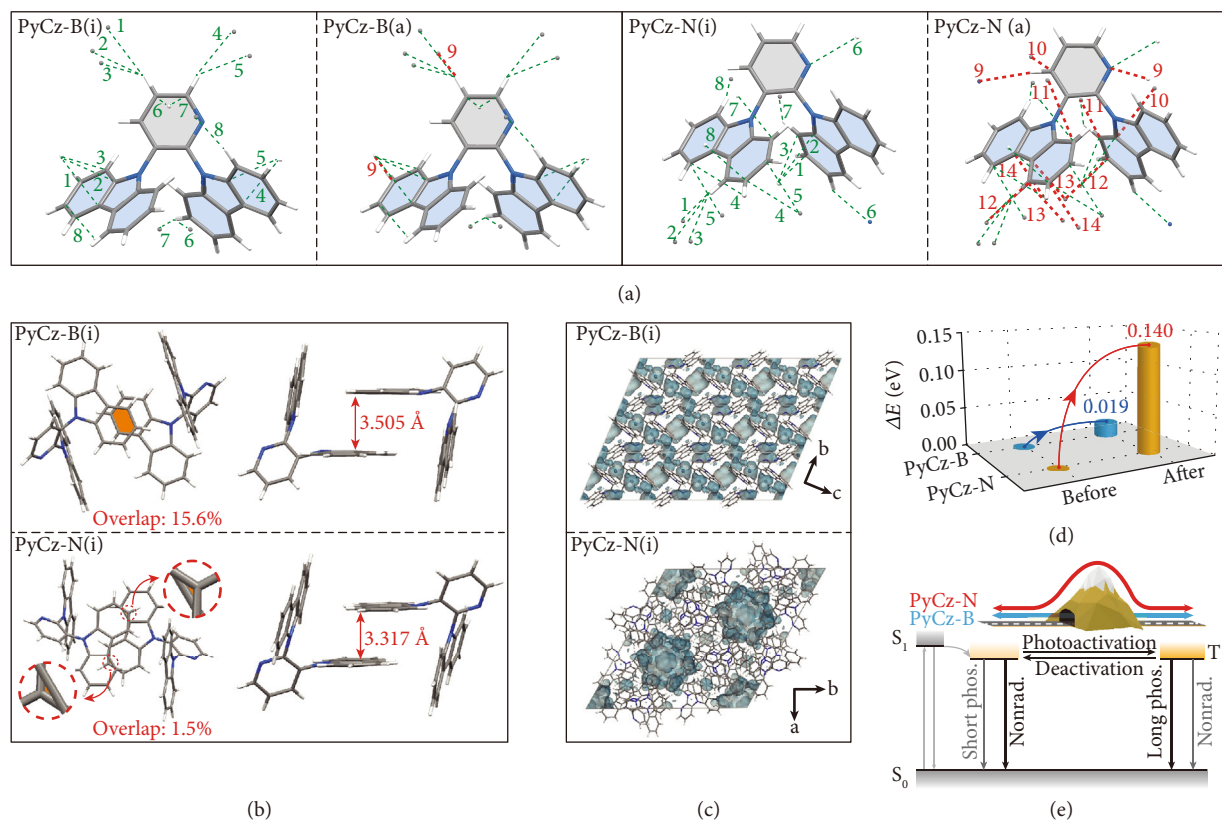 PyCz-B(i)
1
2
3
4
5
6
7
8
3
1
2
5
4
8
7
6
PyCz-B(a)
9
9
PyCz-N(i)
6
8
7
7
8
3
2
1
1
5
4
5
4
2
3
6
PyCz-N (a)
10
9
9
11
10
11
14
13
12
12
13
14
(a)
PyCz-B(i)
3.505 Å
Overlap: 15.6%
PyCz-N(i)
3.317 Å
Overlap: 1.5%
(b)
PyCz-B(i)
b
c
PyCz-N(i)
b
a
(c)
0.15
0.10
0.05
0.00
ΔE (eV)
0.140
0.019
PyCz-B
PyCz-N
Before
After
(d)
PyCz-N
PyCz-B
S1
Photoactivation
Deactivation
T
Short phos.
Nonrad.
Long phos.
Nonrad.
S0
(e)